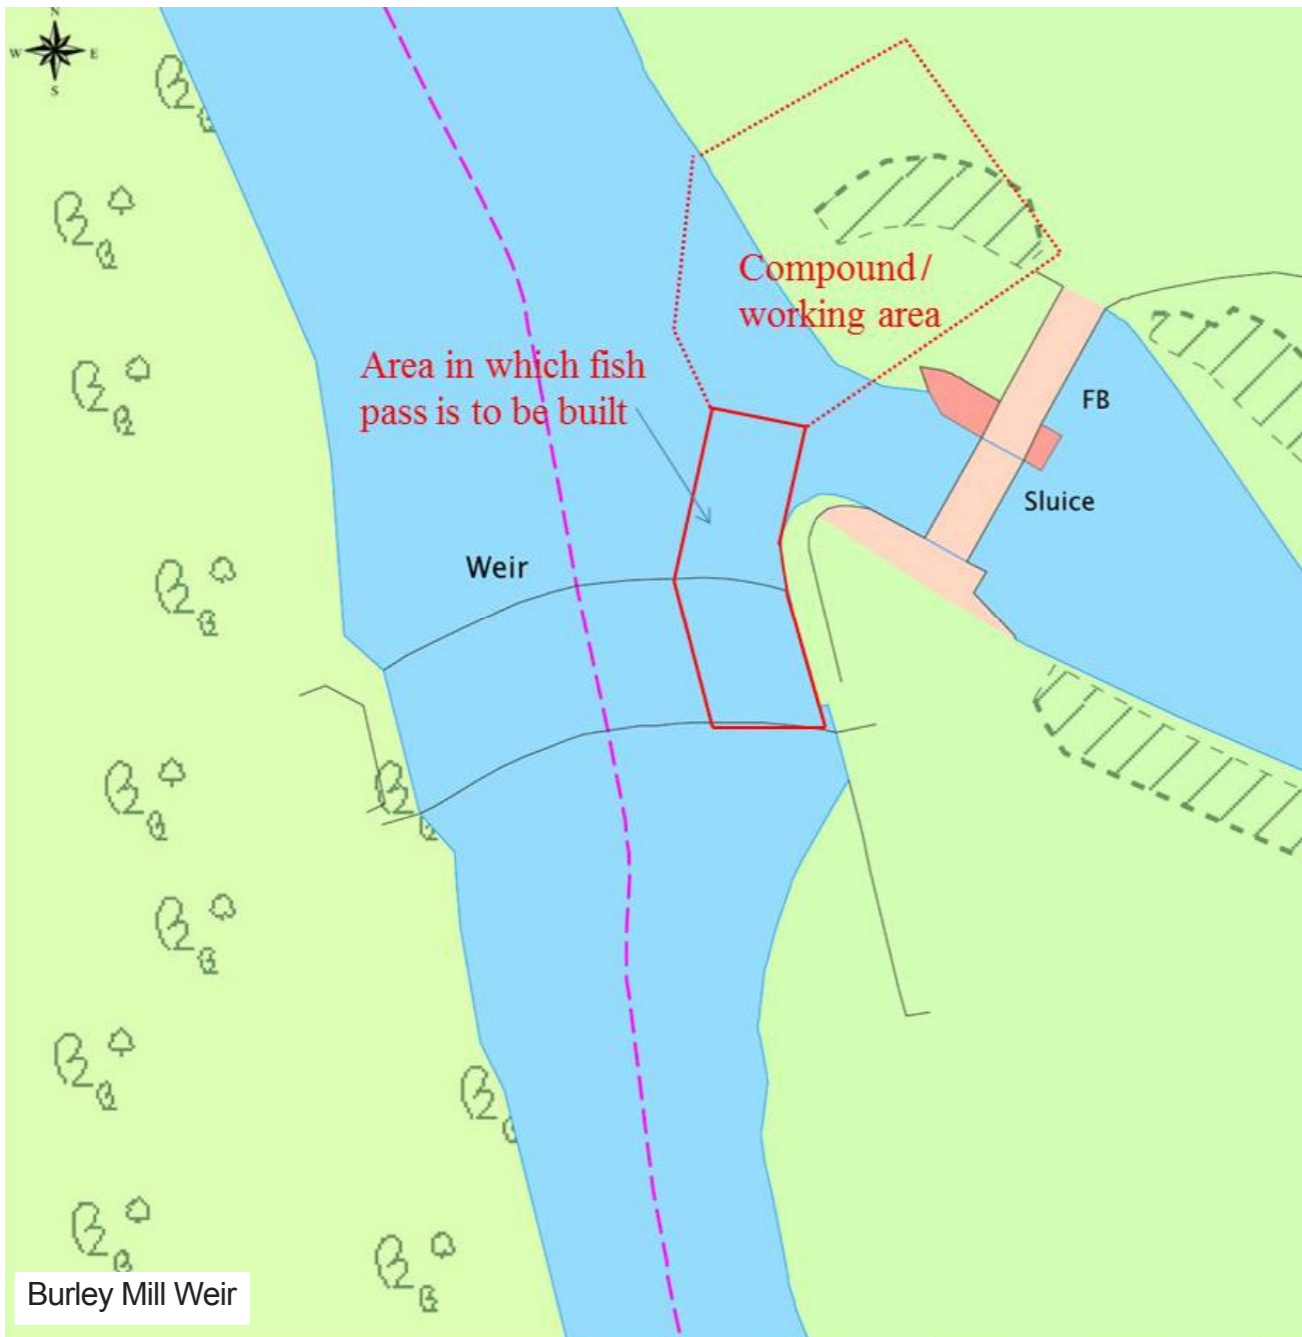 N
W E
S
Compound/
working area
Area in which fish
pass is to be built
FB
Sluice
Weir
Burley Mill Weir